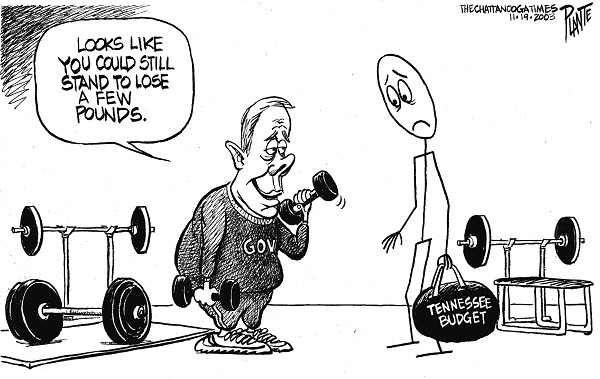 THE CHATTANOOGA TIMES
11·19·2003
PLANTE
LOOKS LIKE
YOU COULD STILL
STAND TO LOSE
A FEW
POUNDS.
GOV
TENNESSEE
BUDGET